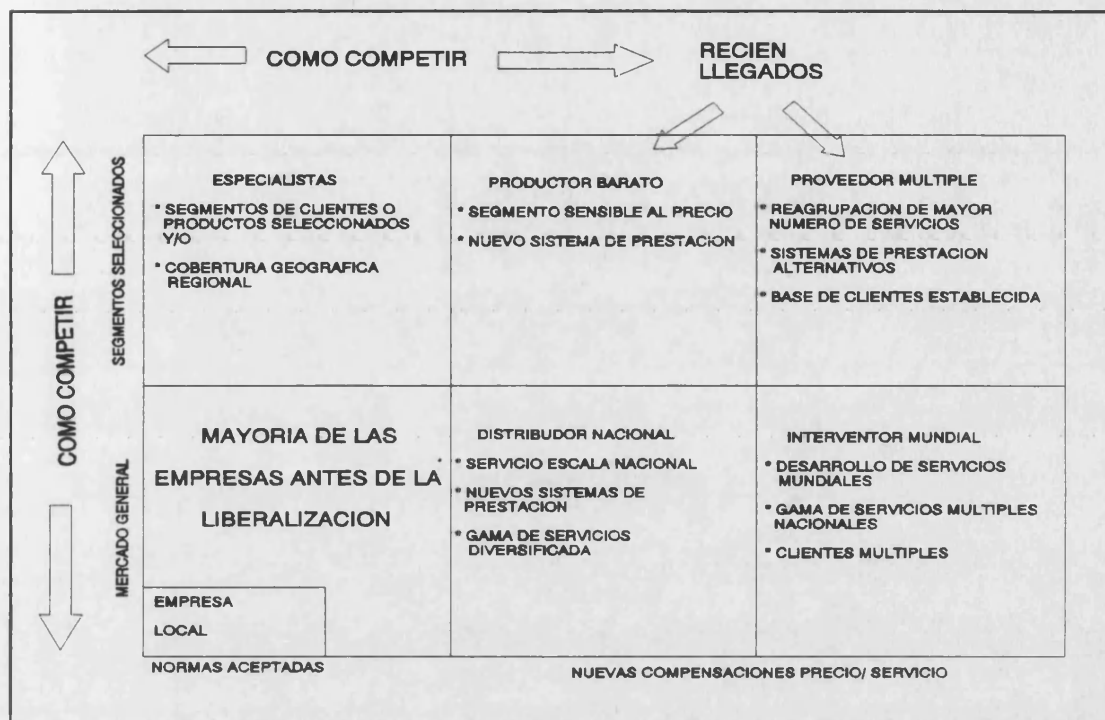 COMO COMPETIR
RECIEN
LLEGADOS
COMO COMPETIR
SEGMENTOS SELECCIONADOS
ESPECIALISTAS
* SEGMENTOS DE CLIENTES O
PRODUCTOS SELECCIONADOS
Y/O
* COBERTURA GEOGRAFICA
REGIONAL
PRODUCTOR BARATO
* SEGMENTO SENSIBLE AL PRECIO
* NUEVO SISTEMA DE PRESTACION
PROVEEDOR MULTIPLE
* REAGRUPACION DE MAYOR
NUMERO DE SERVICIOS
* SISTEMAS DE PRESTACION
ALTERNATIVOS
* BASE DE CLIENTES ESTABLECIDA
MERCADO GENERAL
MAYORIA DE LAS
EMPRESAS ANTES DE LA
LIBERALIZACION
EMPRESA
LOCAL
DISTRIBUDOR NACIONAL
* SERVICIO ESCALA NACIONAL
* NUEVOS SISTEMAS DE
PRESTACION
* GAMA DE SERVICIOS
DIVERSIFICADA
INTERVENTOR MUNDIAL
* DESARROLLO DE SERVICIOS
MUNDIALES
* GAMA DE SERVICIOS MULTIPLES
NACIONALES
* CLIENTES MULTIPLES
NORMAS ACEPTADAS
NUEVAS COMPENSACIONES PRECIO/ SERVICIO